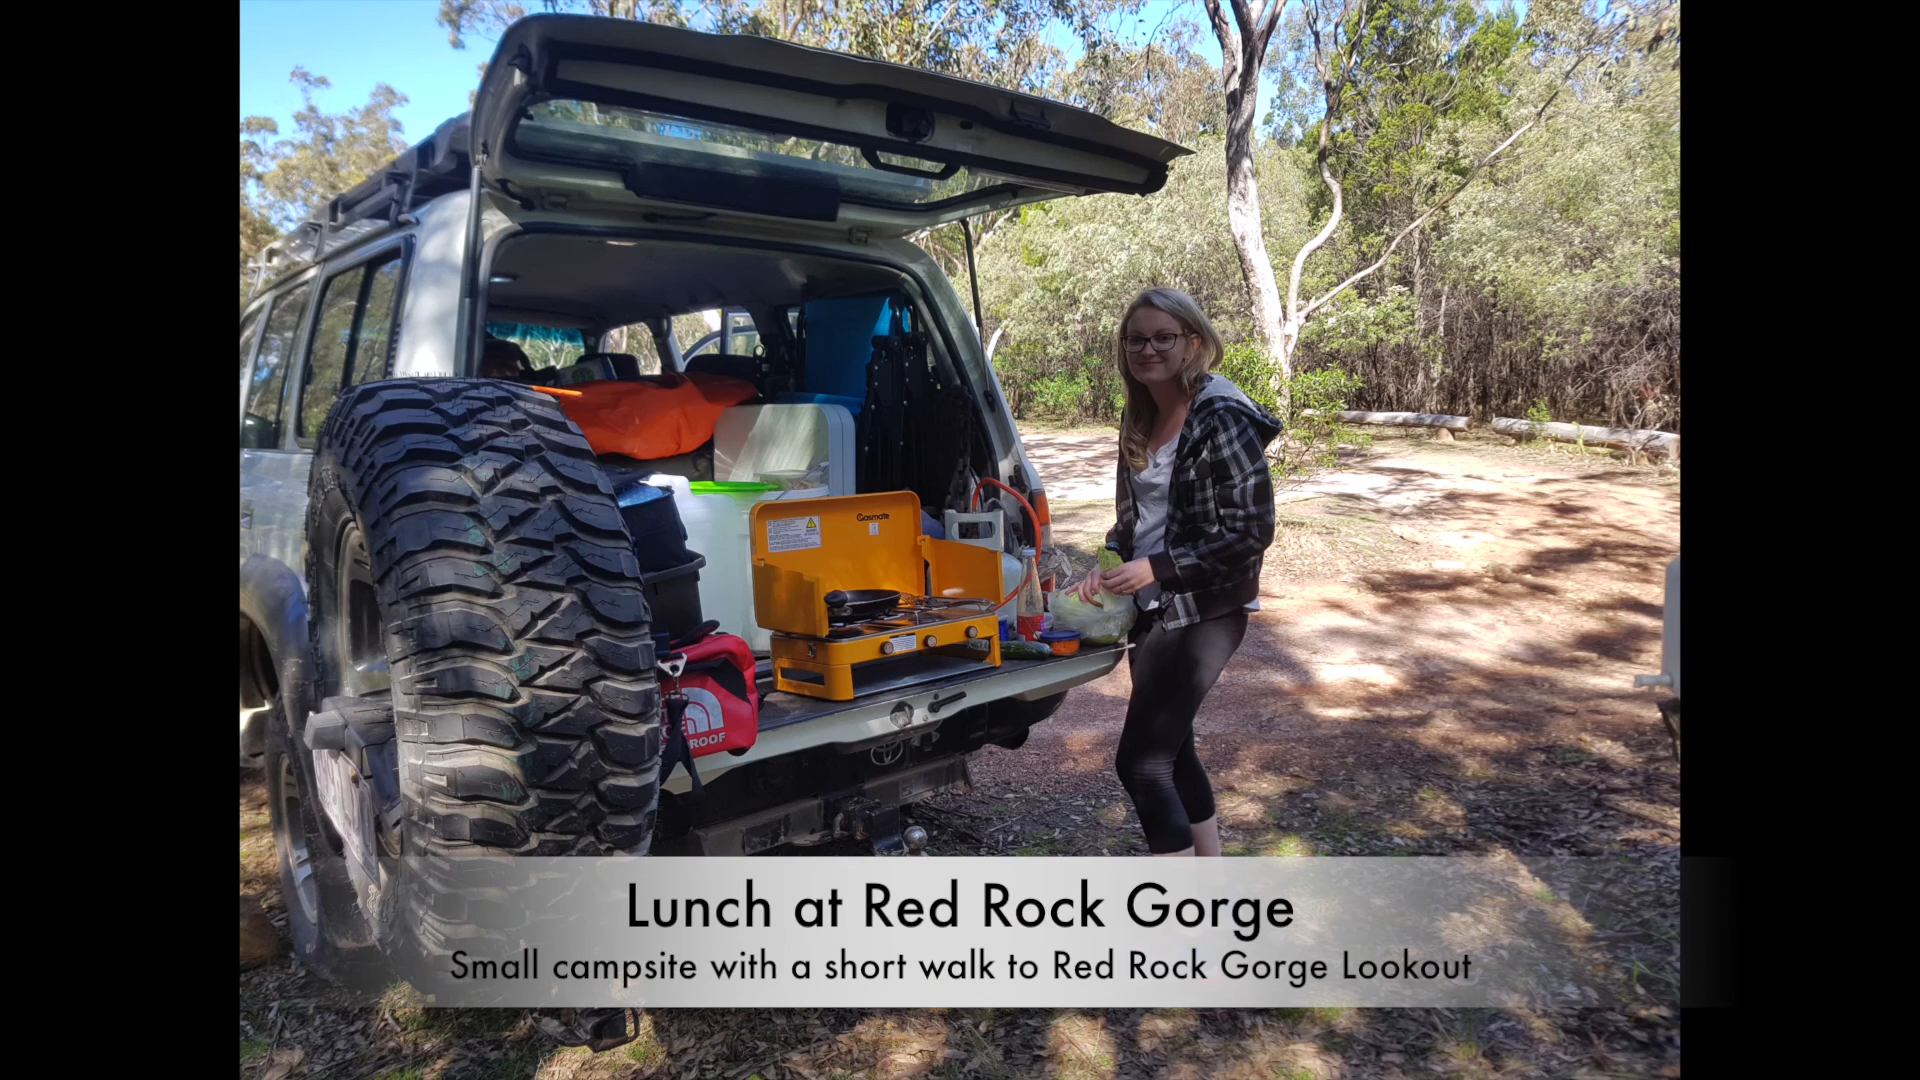 Gasmate
ROOF
Lunch at Red Rock Gorge
Small campsite with a short walk to Red Rock Gorge Lookout